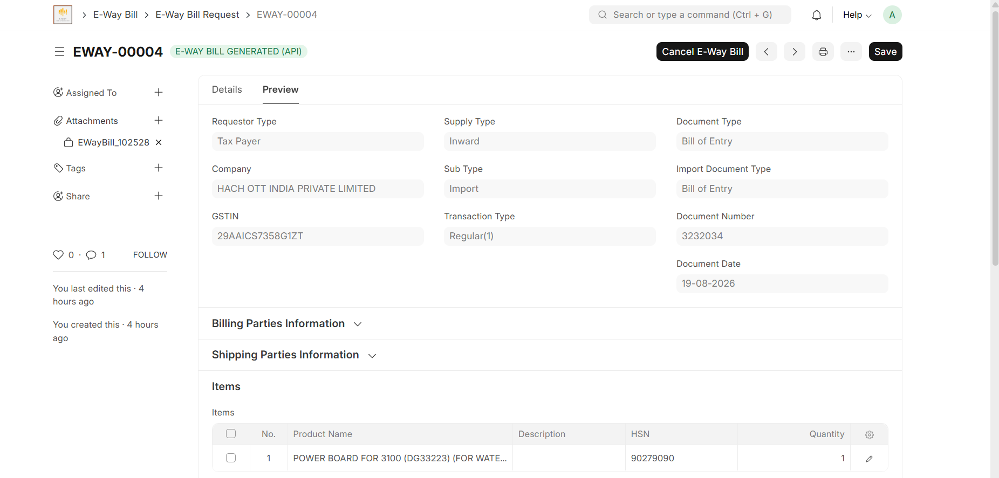 E-Way Bill
E-Way Bill Request
EWAY-00004
Search or type a command (Ctrl + G)
Help
A
EWAY-00004
E-WAY BILL GENERATED (API)
Cancel E-Way Bill
···
Save
Assigned To
Attachments
EWayBill_102528
Tags
Share
0 · 1
FOLLOW
You last edited this · 4
hours ago
You created this · 4 hours
ago
Details
Preview
Requestor Type
Tax Payer
Company
HACH OTT INDIA PRIVATE LIMITED
GSTIN
29AAICS7358G1ZT
Supply Type
Inward
Sub Type
Import
Transaction Type
Regular(1)
Document Type
Bill of Entry
Import Document Type
Bill of Entry
Document Number
3232034
Document Date
19-08-2026
Billing Parties Information
Shipping Parties Information
Items
Items
No. Product Name Description HSN Quantity
1 POWER BOARD FOR 3100 (DG33223) (FOR WATE... 90279090 1